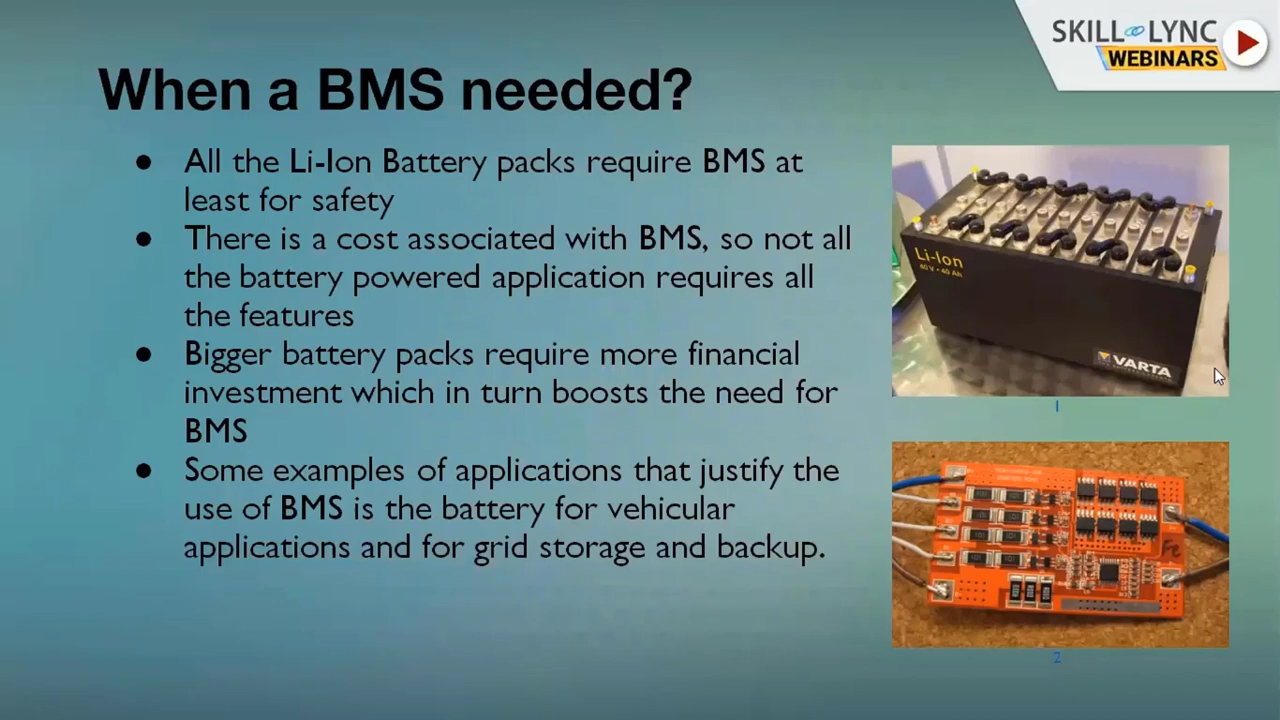 SKILL LYNC
WEBINARS
When a BMS needed?
● All the Li-Ion Battery packs require BMS at
least for safety
● There is a cost associated with BMS, so not all
the battery powered application requires all
the features
● Bigger battery packs require more financial
investment which in turn boosts the need for
BMS
● Some examples of applications that justify the
use of BMS is the battery for vehicular
applications and for grid storage and backup.
Li-Ion
VARTA
1
2